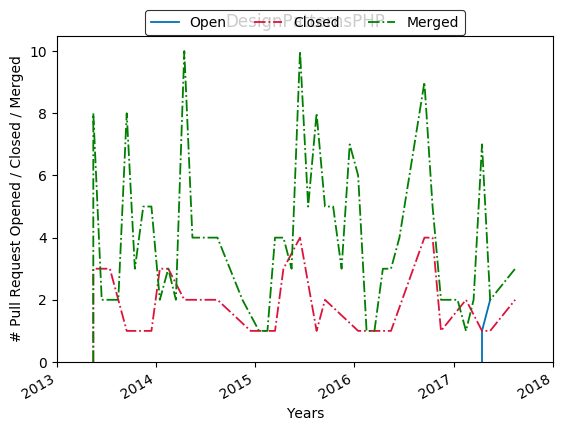 DesignPatternsPHP
Open Closed Merged
# Pull Request Opened / Closed / Merged
10
8
6
4
2
0
2013 2014 2015 2016 2017 2018
Years